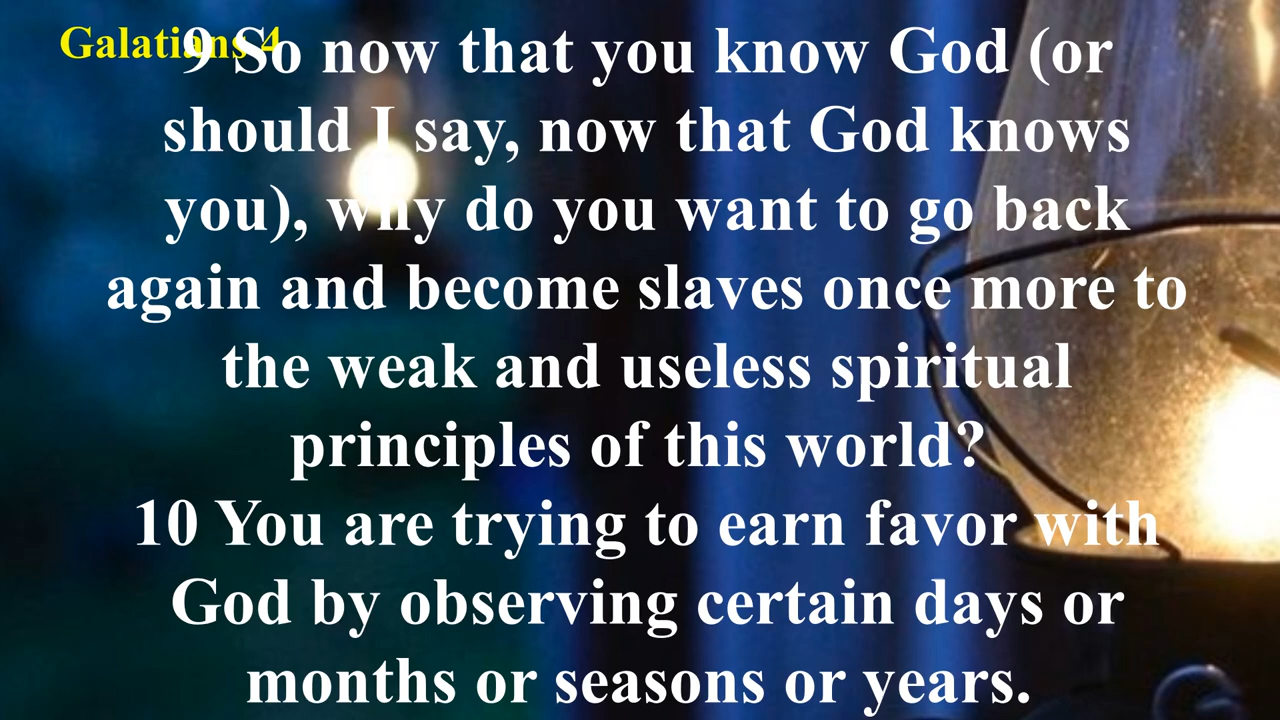 Galatians 4
9 So now that you know God (or
should I say, now that God knows
you), why do you want to go back
again and become slaves once more to
the weak and useless spiritual
principles of this world?
10 You are trying to earn favor with
God by observing certain days or
months or seasons or years.